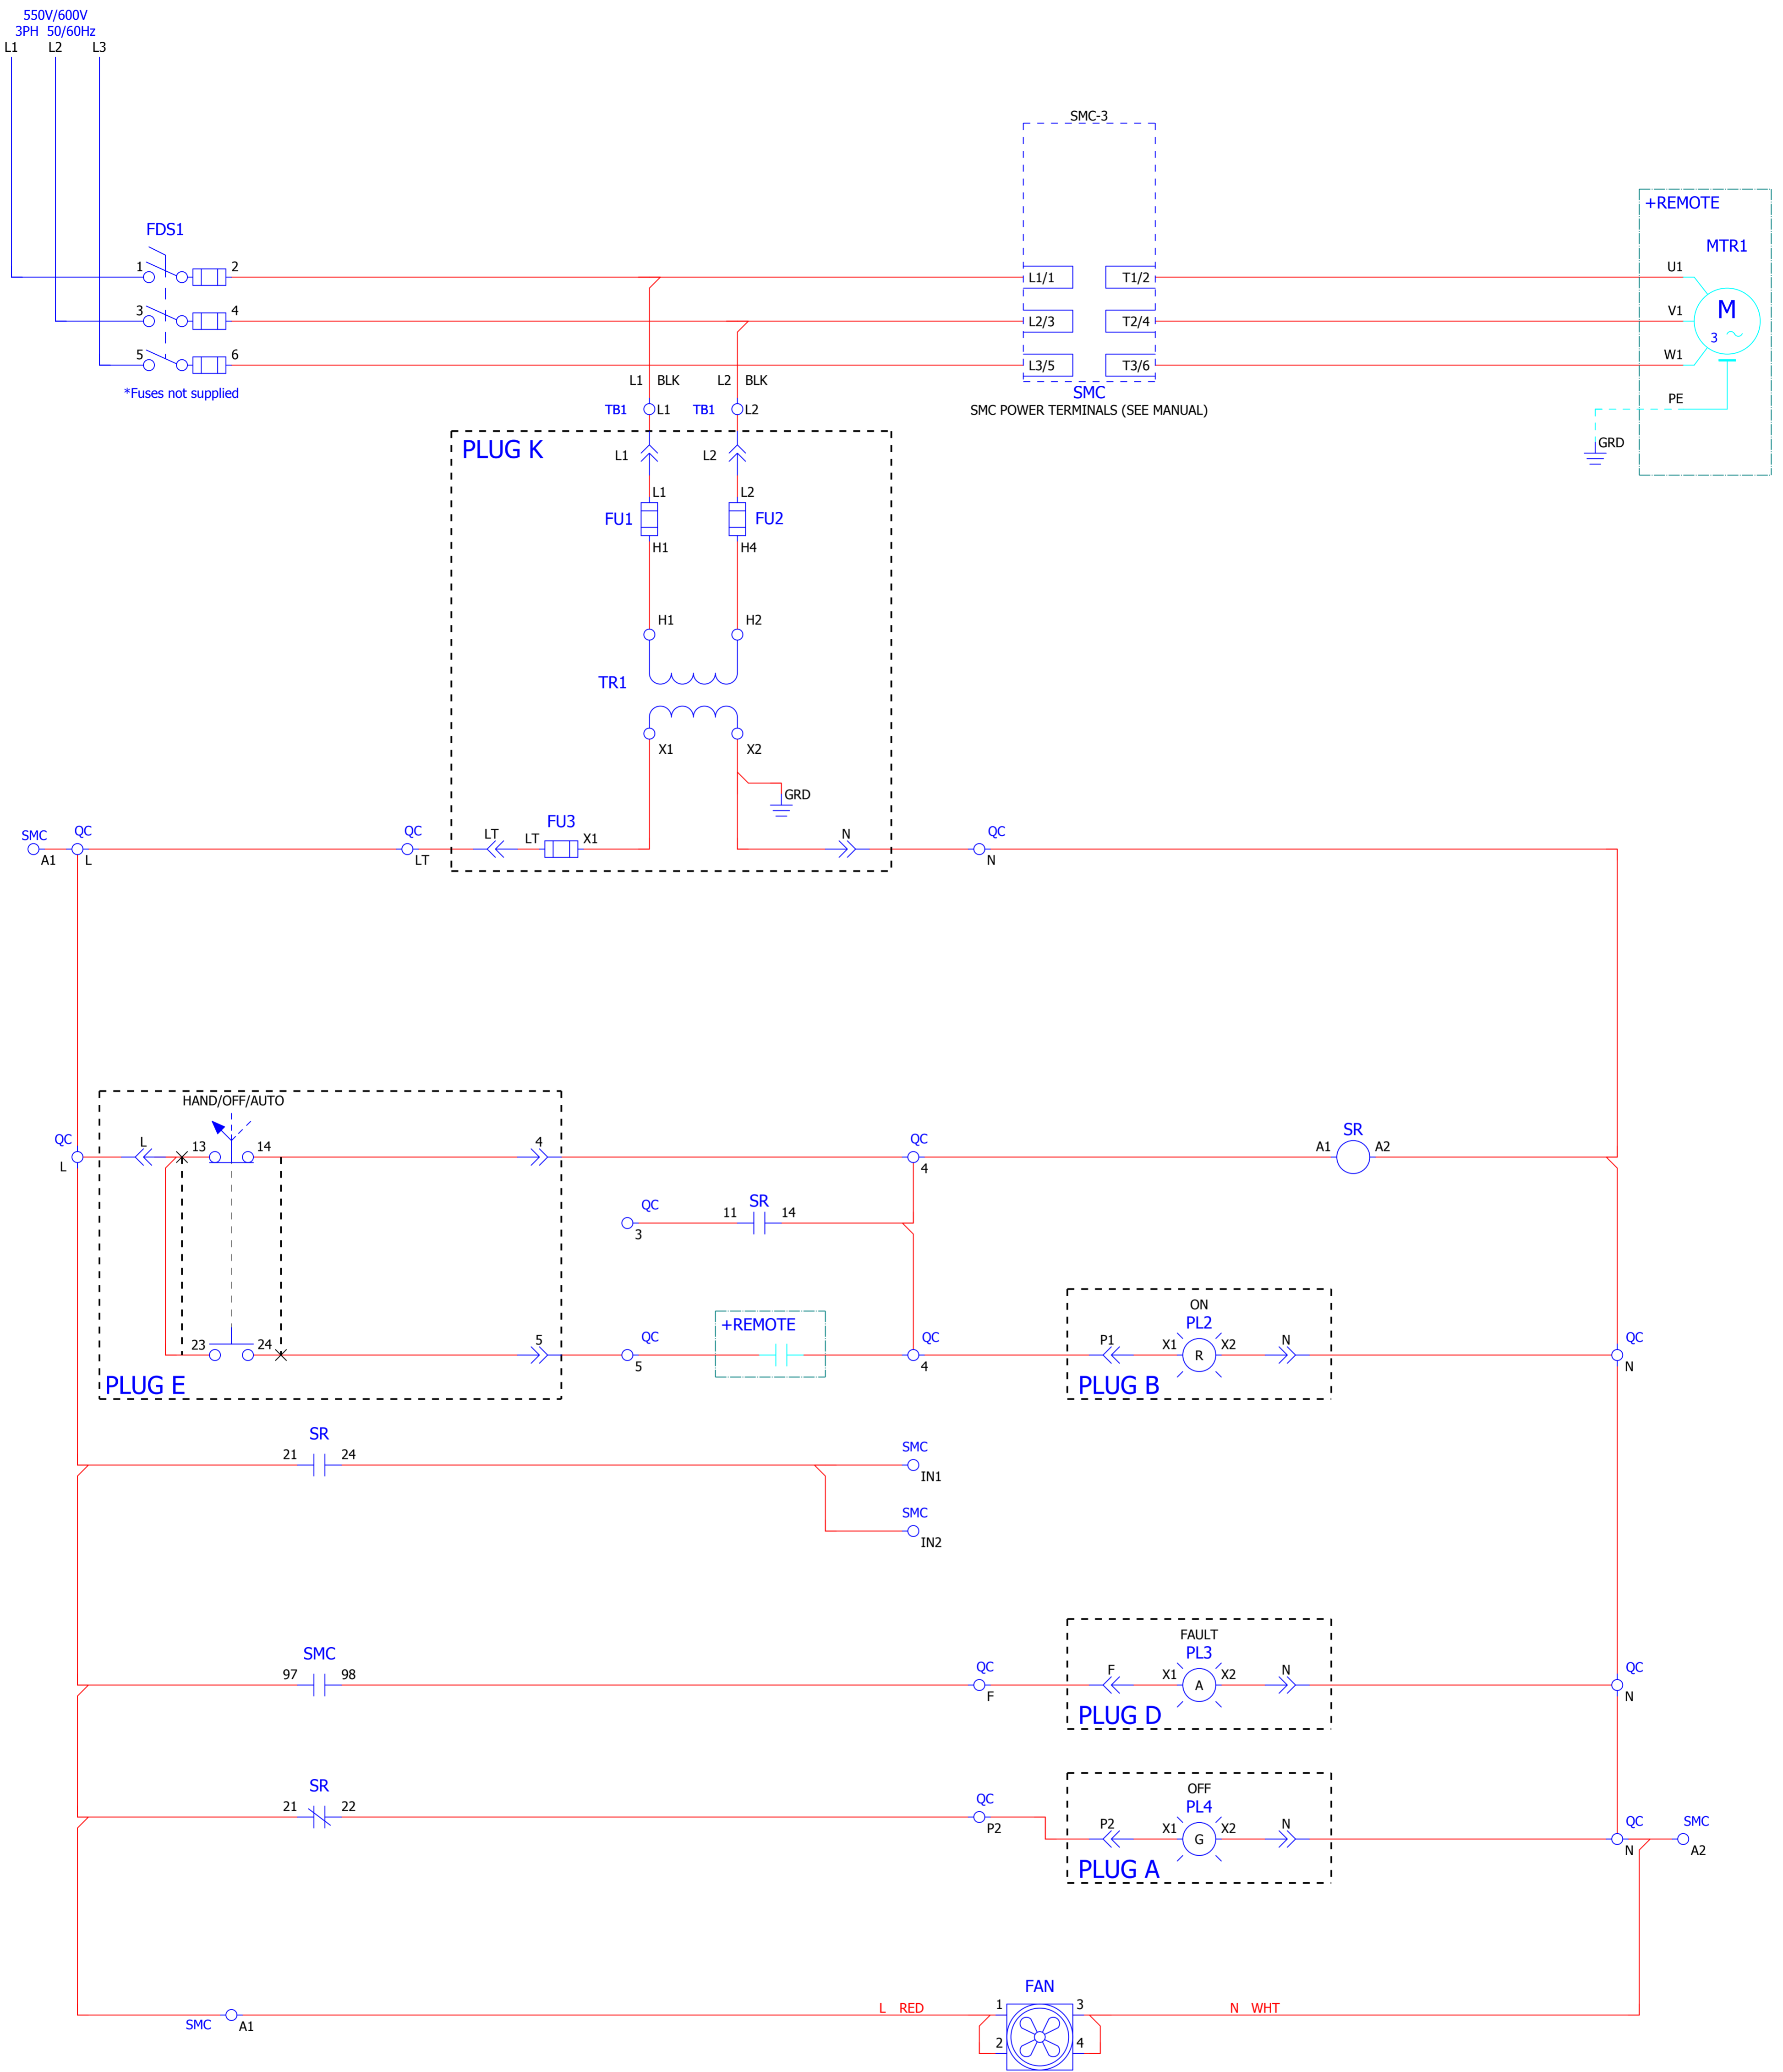 550V/600V
3PH 50/60Hz
L1 L2 L3
SMC-3
+REMOTE
MTR1
FDS1
1 2 L1/1 T1/2 U1
3 4 L2/3 T2/4 V1 M
3
5 6 L3/5 T3/6 W1
*Fuses not supplied
L1 BLK L2 BLK
SMC
SMC POWER TERMINALS (SEE MANUAL)
PE
GRD
TB1 L1 TB1 L2
PLUG K
L1 L2
L1 L2
FU1 FU2
H1 H4
H1 H2
TR1
X1 X2
GRD
SMC QC QC LT LT FU3 X1 N QC
A1 L LT N
HAND/OFF/AUTO
QC L 13 14 4 QC SR
L 4 A1 A2
QC 11 SR 14
3
ON
+REMOTE PL2
23 24 5 QC QC P1 X1 R X2 N QC
5 4 N
PLUG E PLUG B
SR
21 24 SMC
IN1
SMC
IN2
FAULT
SMC PL3
97 98 QC F X1 A X2 N QC
F N
PLUG D
OFF
SR PL4
21 22 QC P2 X1 G X2 N QC SMC
P2 N A2
PLUG A
FAN
L RED 1 3 N WHT
SMC A1
2 4